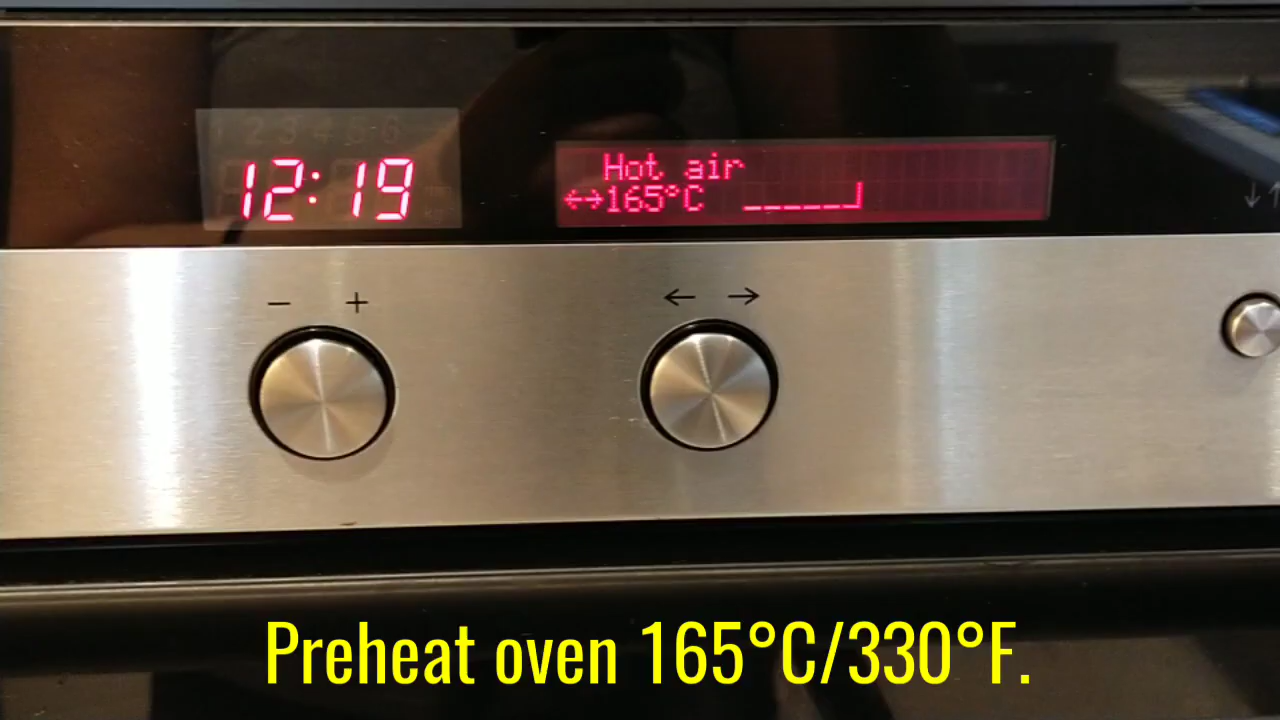 12:19
Hot air
↔165°C
- +
← →
↓↑
Preheat oven 165°C/330°F.